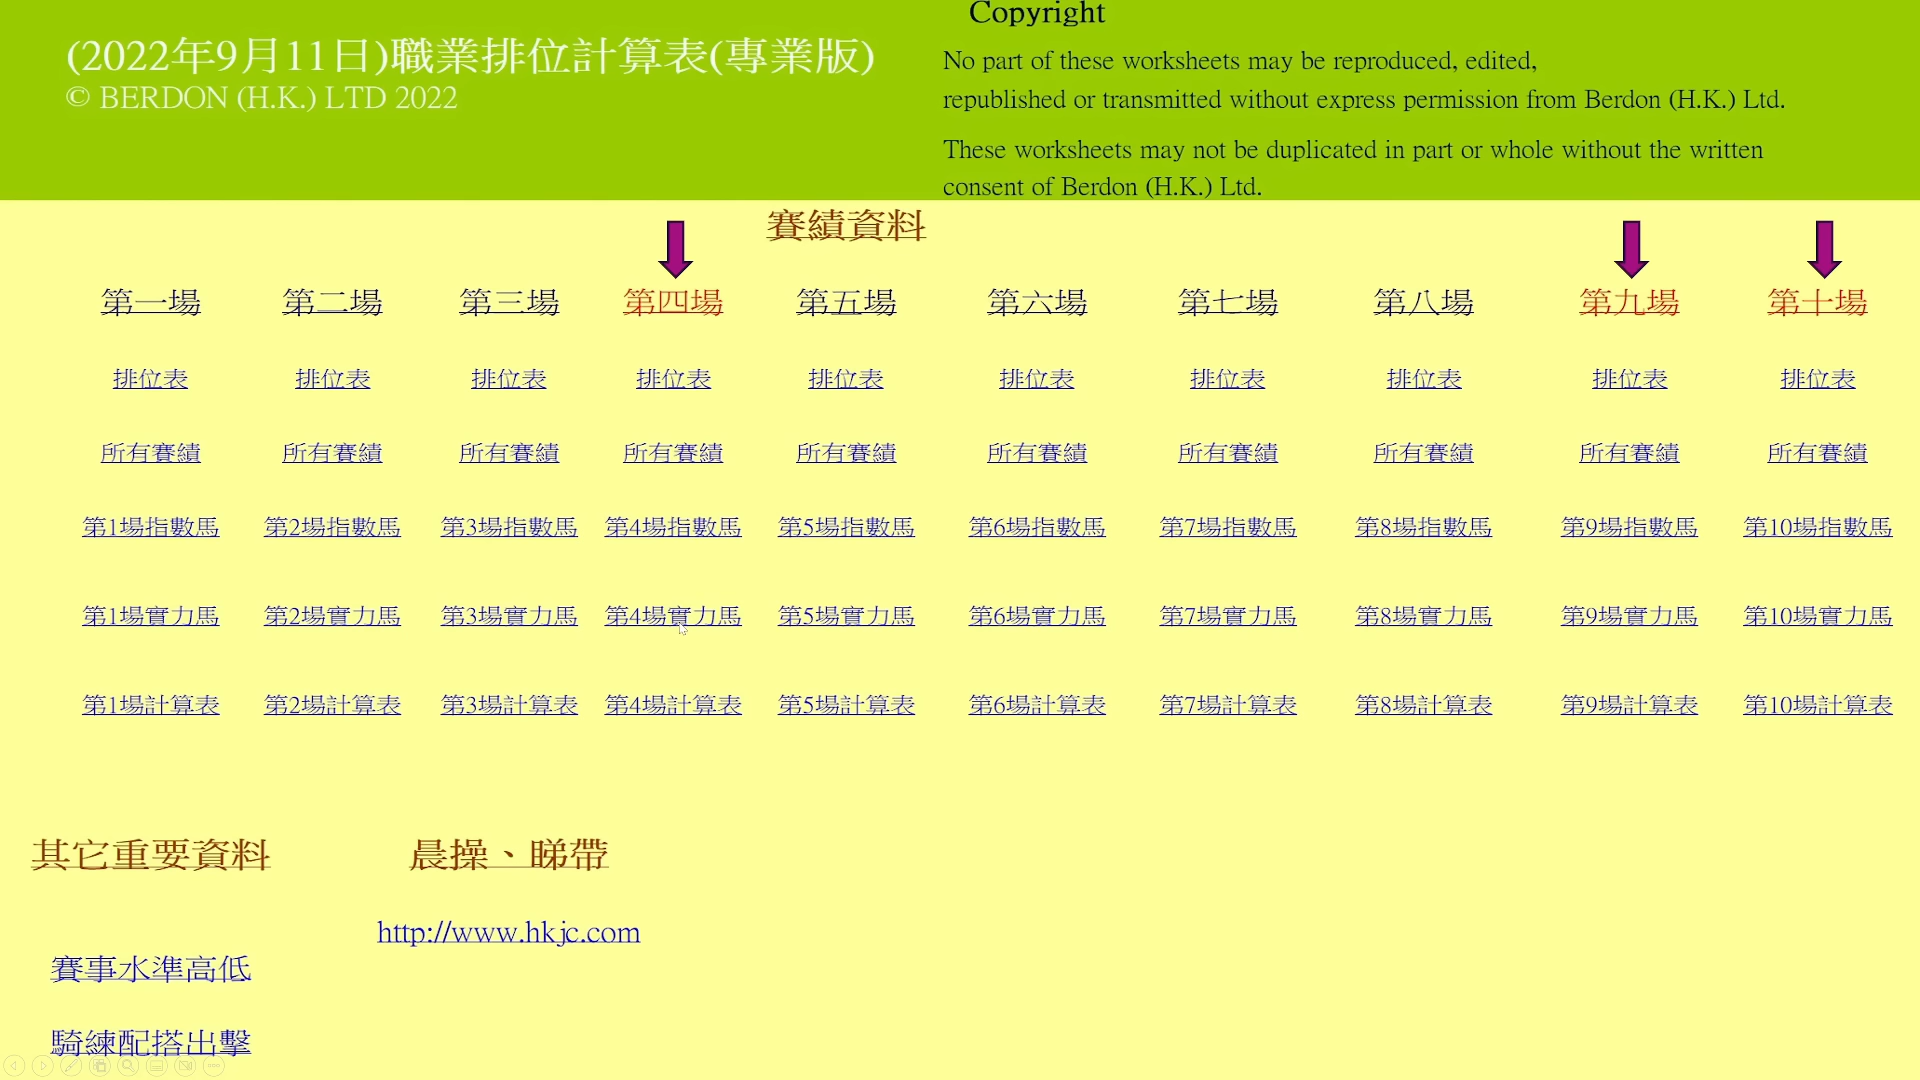 (2022年9月11日)職業排位計算表(專業版)
© BERDON (H.K.) LTD 2022
Copyright
No part of these worksheets may be reproduced, edited,
republished or transmitted without express permission from Berdon (H.K.) Ltd.
These worksheets may not be duplicated in part or whole without the written
consent of Berdon (H.K.) Ltd.
賽績資料
第一場 第二場 第三場 第四場 第五場 第六場 第七場 第八場 第九場 第十場
排位表 排位表 排位表 排位表 排位表 排位表 排位表 排位表 排位表 排位表
所有賽績 所有賽績 所有賽績 所有賽績 所有賽績 所有賽績 所有賽績 所有賽績 所有賽績 所有賽績
第1場指數馬 第2場指數馬 第3場指數馬 第4場指數馬 第5場指數馬 第6場指數馬 第7場指數馬 第8場指數馬 第9場指數馬 第10場指數馬
第1場實力馬 第2場實力馬 第3場實力馬 第4場實力馬 第5場實力馬 第6場實力馬 第7場實力馬 第8場實力馬 第9場實力馬 第10場實力馬
第1場計算表 第2場計算表 第3場計算表 第4場計算表 第5場計算表 第6場計算表 第7場計算表 第8場計算表 第9場計算表 第10場計算表
其它重要資料 晨操、睇帶
http://www.hkjc.com
賽事水準高低
騎練配搭出擊